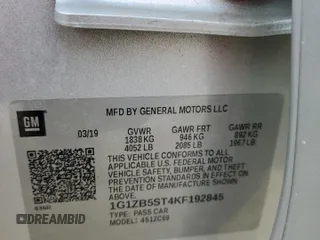 MFD BY GENERAL MOTORS LLC
GM
03/19
GVWR GAWR FRT GAWR RR
1838 KG 946 KG 892 KG
4052 LB 2085 LB 1967 LB
THIS VEHICLE CONFORMS TO ALL
APPLICABLE U.S. FEDERAL MOTOR
VEHICLE SAFETY, BUMPER, AND THEFT
PREVENTION STANDARDS IN EFFECT ON
THE DATE OF MANUFACTURE SHOWN ABOVE.
1G1ZB5ST4KF192845
TYPE: PASS CAR
MODEL: 4S1ZC69
DREAMBID